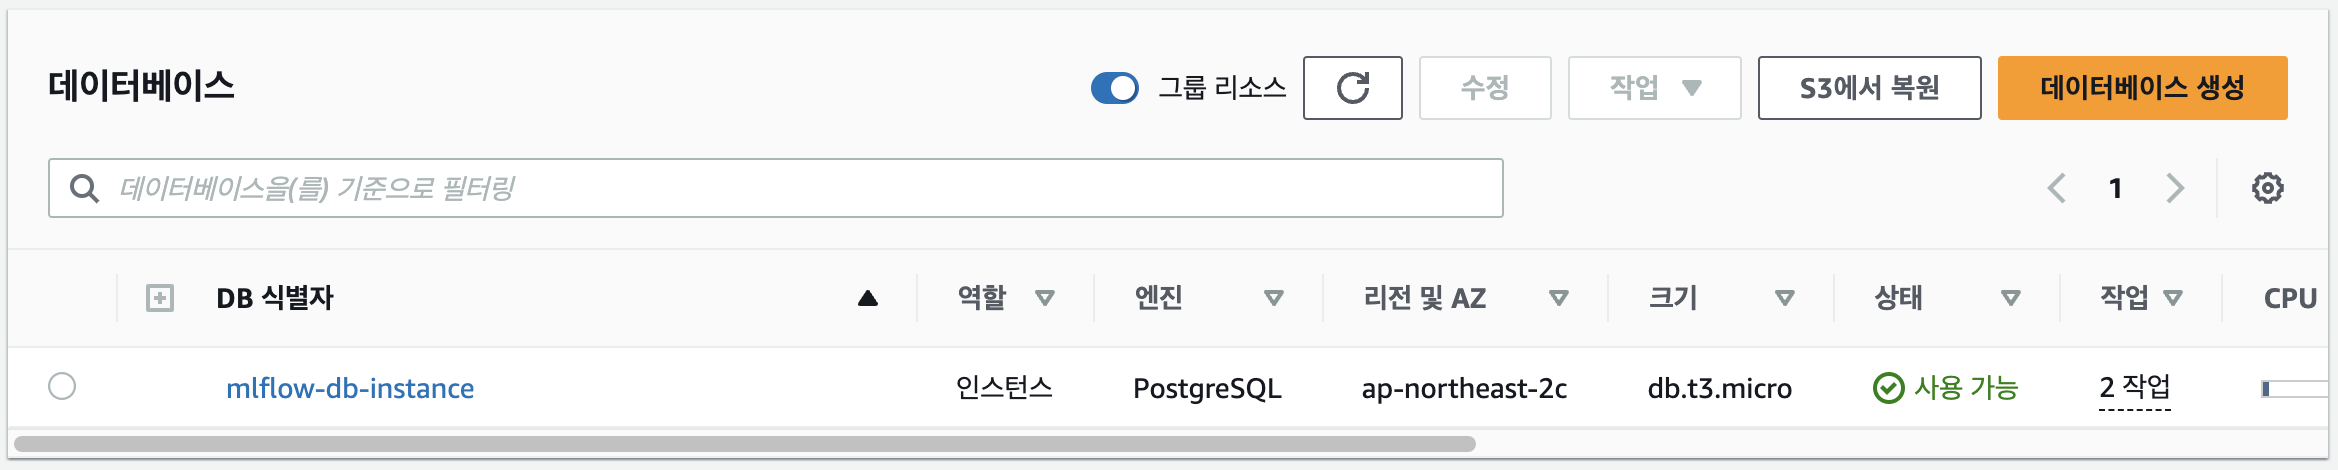 데이터베이스 그룹 리소스 수정 작업 S3에서 복원 데이터베이스 생성
데이터베이스을(를) 기준으로 필터링 1
DB 식별자 역할 엔진 리전 및 AZ 크기 상태 작업 CPU
mlflow-db-instance 인스턴스 PostgreSQL ap-northeast-2c db.t3.micro 사용 가능 2 작업